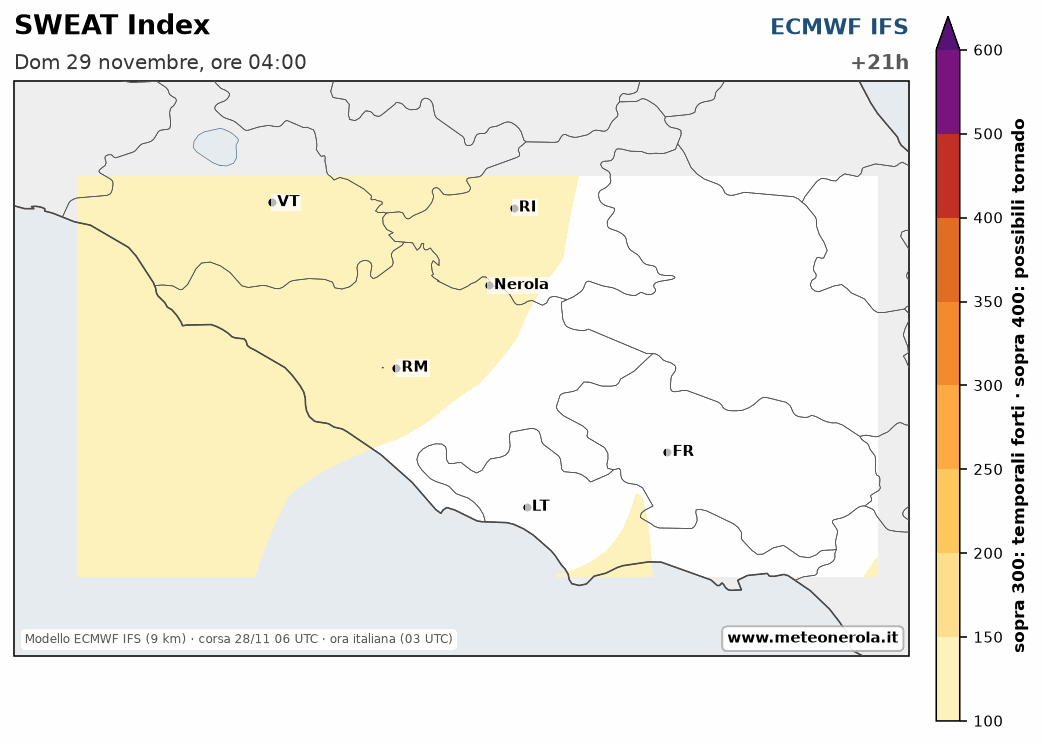 SWEAT Index
ECMWF IFS
Dom 29 novembre, ore 04:00
+21h
VT
RI
Nerola
RM
FR
LT
Modello ECMWF IFS (9 km) · corsa 28/11 06 UTC · ora italiana (03 UTC)
www.meteonerola.it
600
500
400
350
300
250
200
150
100
sopra 300: temporali forti · sopra 400: possibili tornado